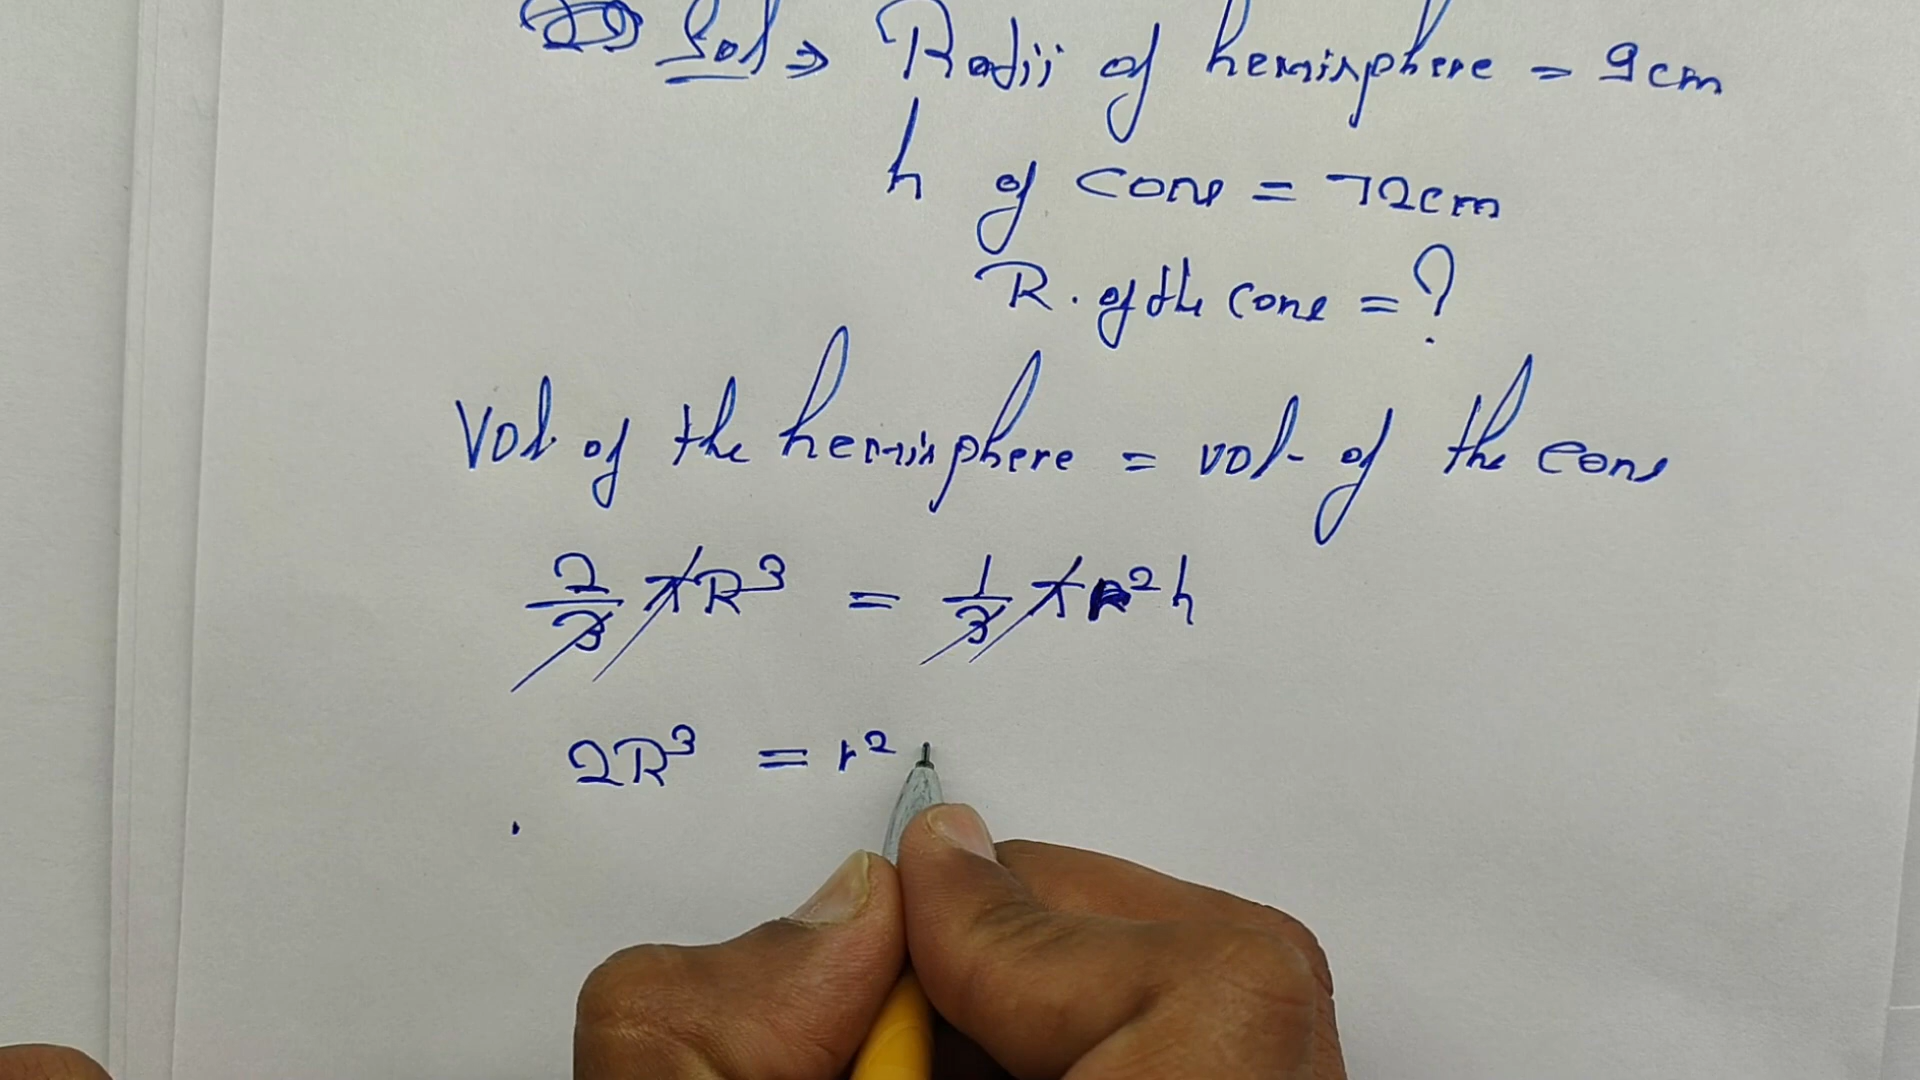 Sol ⇒ Radii of hemisphere = 9cm
h of cone = 72cm
R. of the cone = ?
Vol. of the hemisphere = vol. of the cone
2/3 πR³ = 1/3 πr²h
2R³ = r²